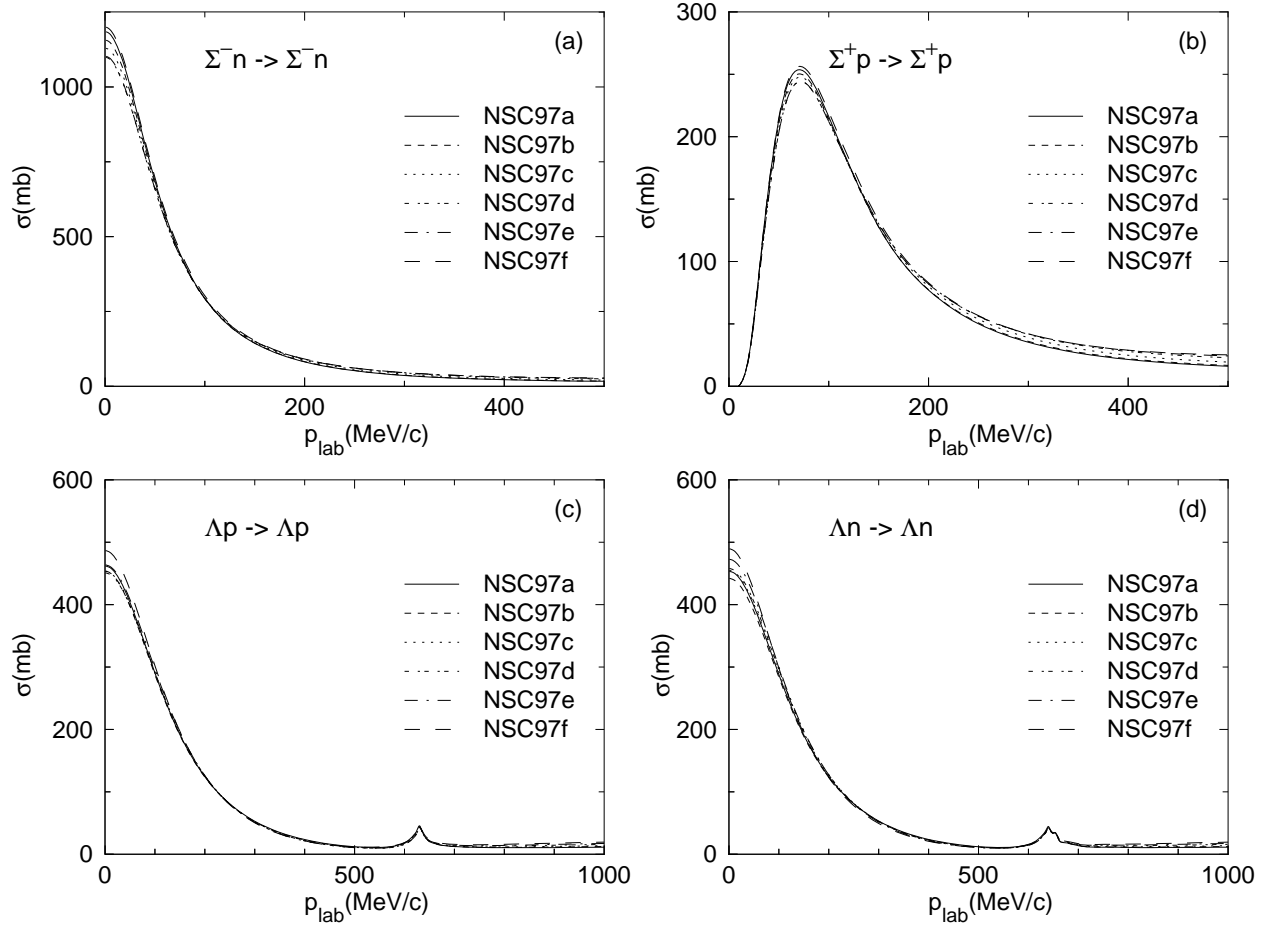 (a)
Σ⁻n -> Σ⁻n
NSC97a
NSC97b
NSC97c
NSC97d
NSC97e
NSC97f
1000
500
0
σ(mb)
0 200 400
p_lab(MeV/c)
(b)
Σ⁺p -> Σ⁺p
NSC97a
NSC97b
NSC97c
NSC97d
NSC97e
NSC97f
300
200
100
0
σ(mb)
0 200 400
p_lab(MeV/c)
(c)
Λp -> Λp
NSC97a
NSC97b
NSC97c
NSC97d
NSC97e
NSC97f
600
400
200
0
σ(mb)
0 500 1000
p_lab(MeV/c)
(d)
Λn -> Λn
NSC97a
NSC97b
NSC97c
NSC97d
NSC97e
NSC97f
600
400
200
0
σ(mb)
0 500 1000
p_lab(MeV/c)